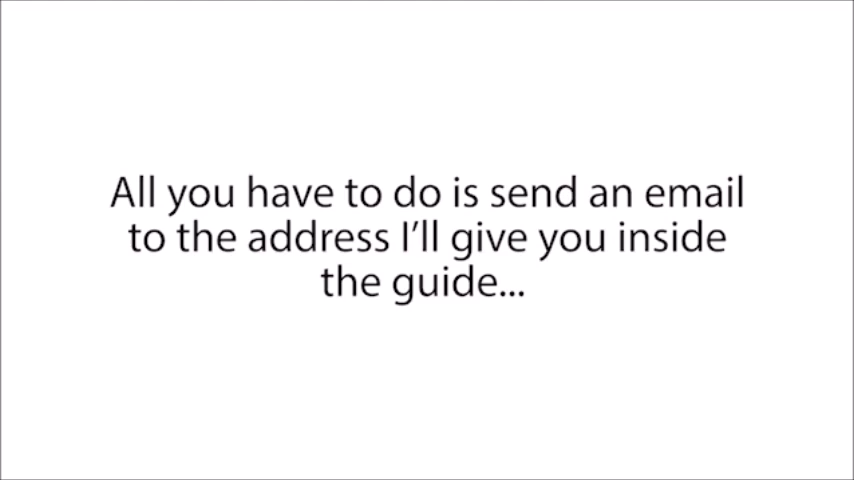 All you have to do is send an email
to the address I’ll give you inside
the guide...